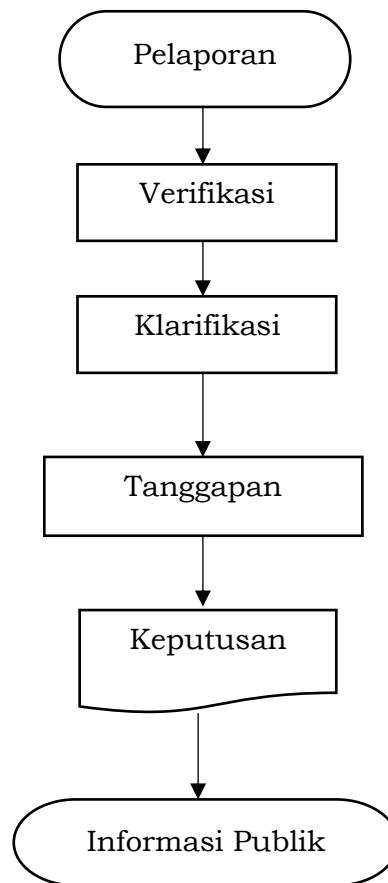 Pelaporan
Verifikasi
Klarifikasi
Tanggapan
Keputusan
Informasi Publik